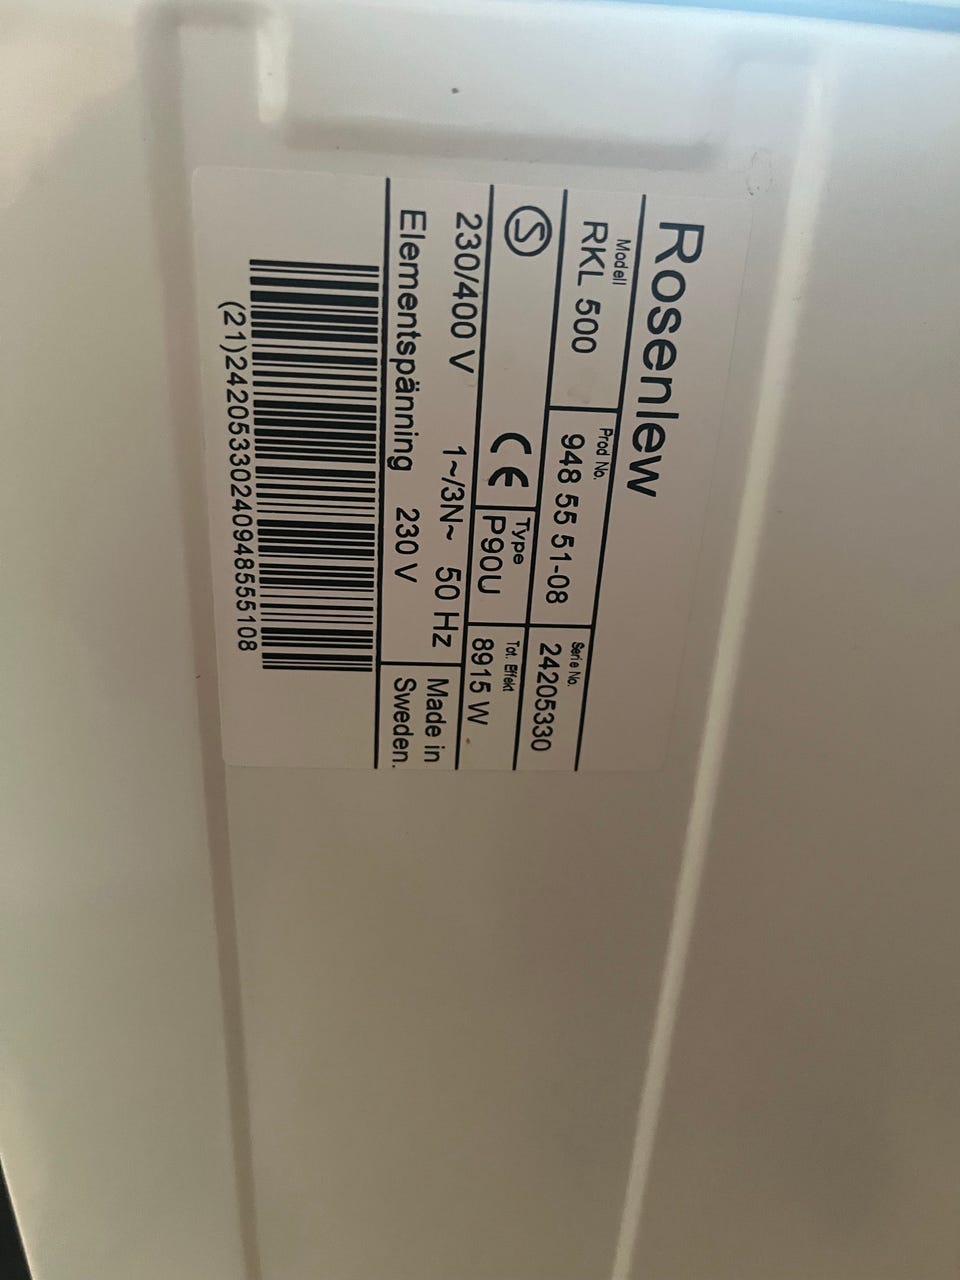 Rosenlew
Modell Prod No. Serie No.
RKL 500 948 55 51-08 24205330
S CE Type P90U Tot. Effekt 8915 W
230/400 V 1~/3N~ 50 Hz Made in
Elementspänning 230 V Sweden.
(21)24205330240948555108